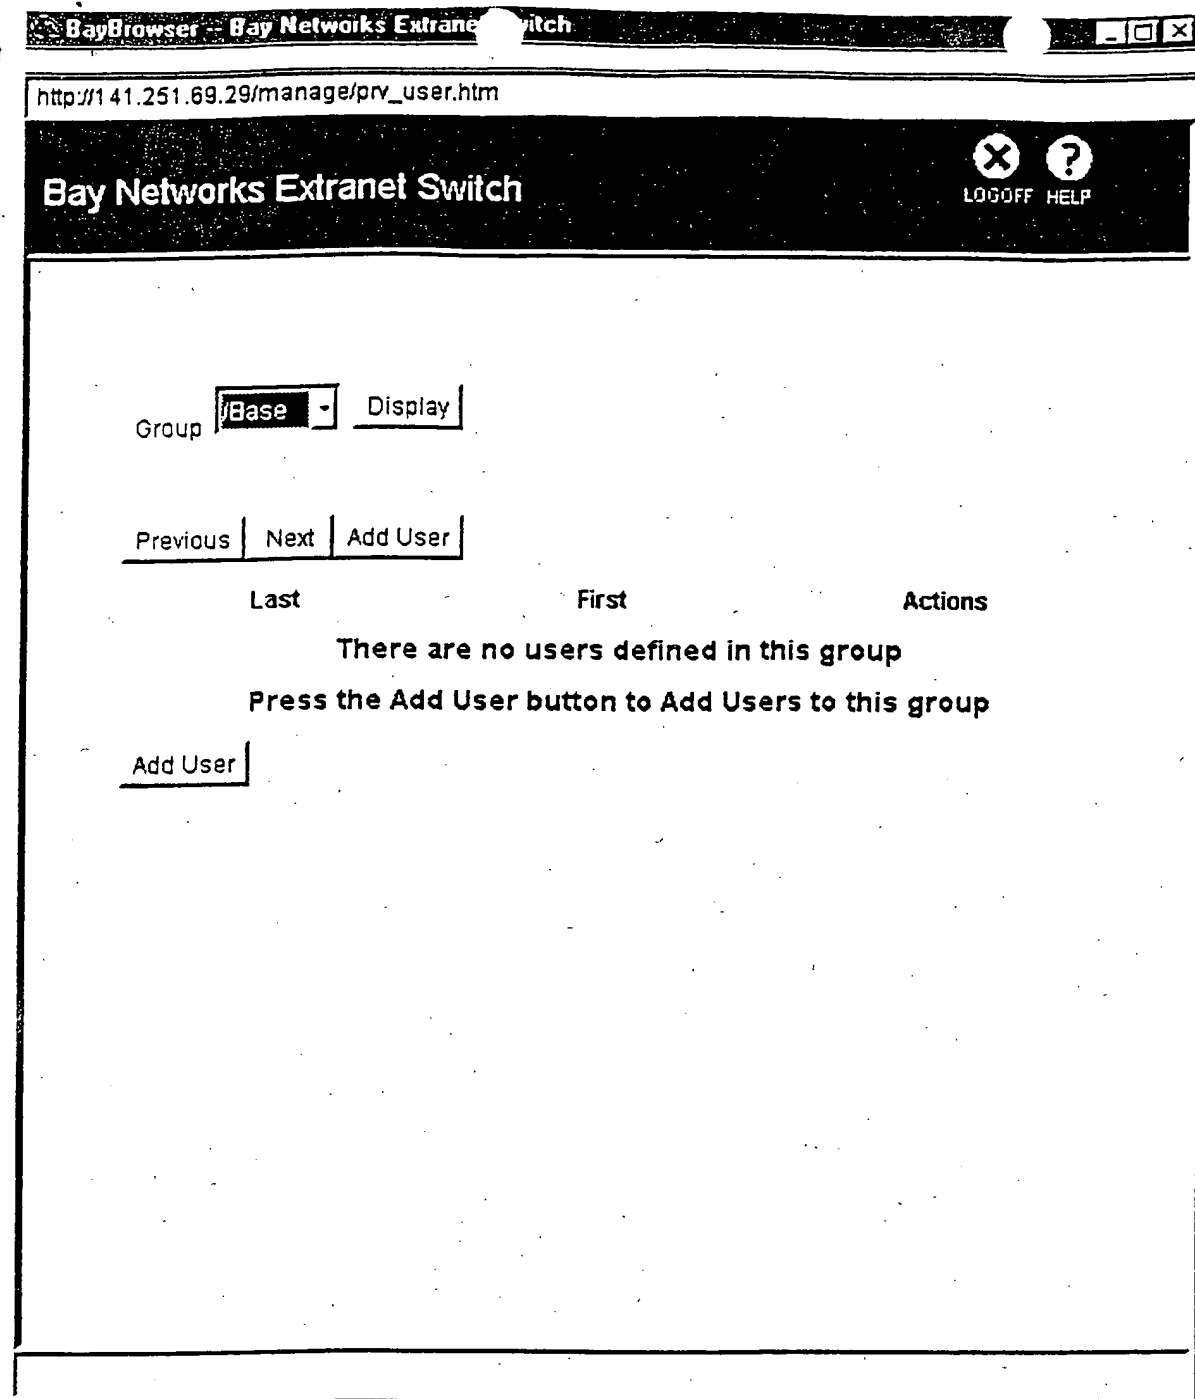 BayBrowser -- Bay Networks Extrane itch
http://141.251.69.29/manage/prv_user.htm
Bay Networks Extranet Switch
LOGOFF HELP
Group /Base Display
Previous Next Add User
Last First Actions
There are no users defined in this group
Press the Add User button to Add Users to this group
Add User